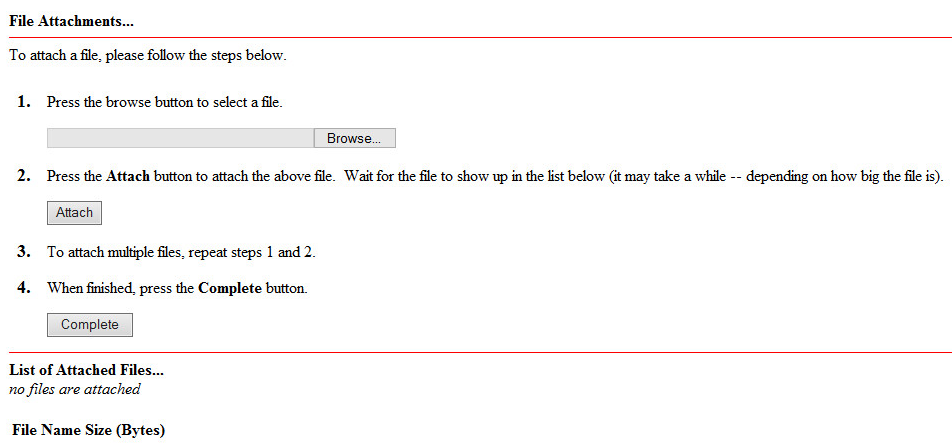 File Attachments...
To attach a file, please follow the steps below.
1. Press the browse button to select a file.
Browse...
2. Press the Attach button to attach the above file. Wait for the file to show up in the list below (it may take a while -- depending on how big the file is).
Attach
3. To attach multiple files, repeat steps 1 and 2.
4. When finished, press the Complete button.
Complete
List of Attached Files...
no files are attached
File Name Size (Bytes)